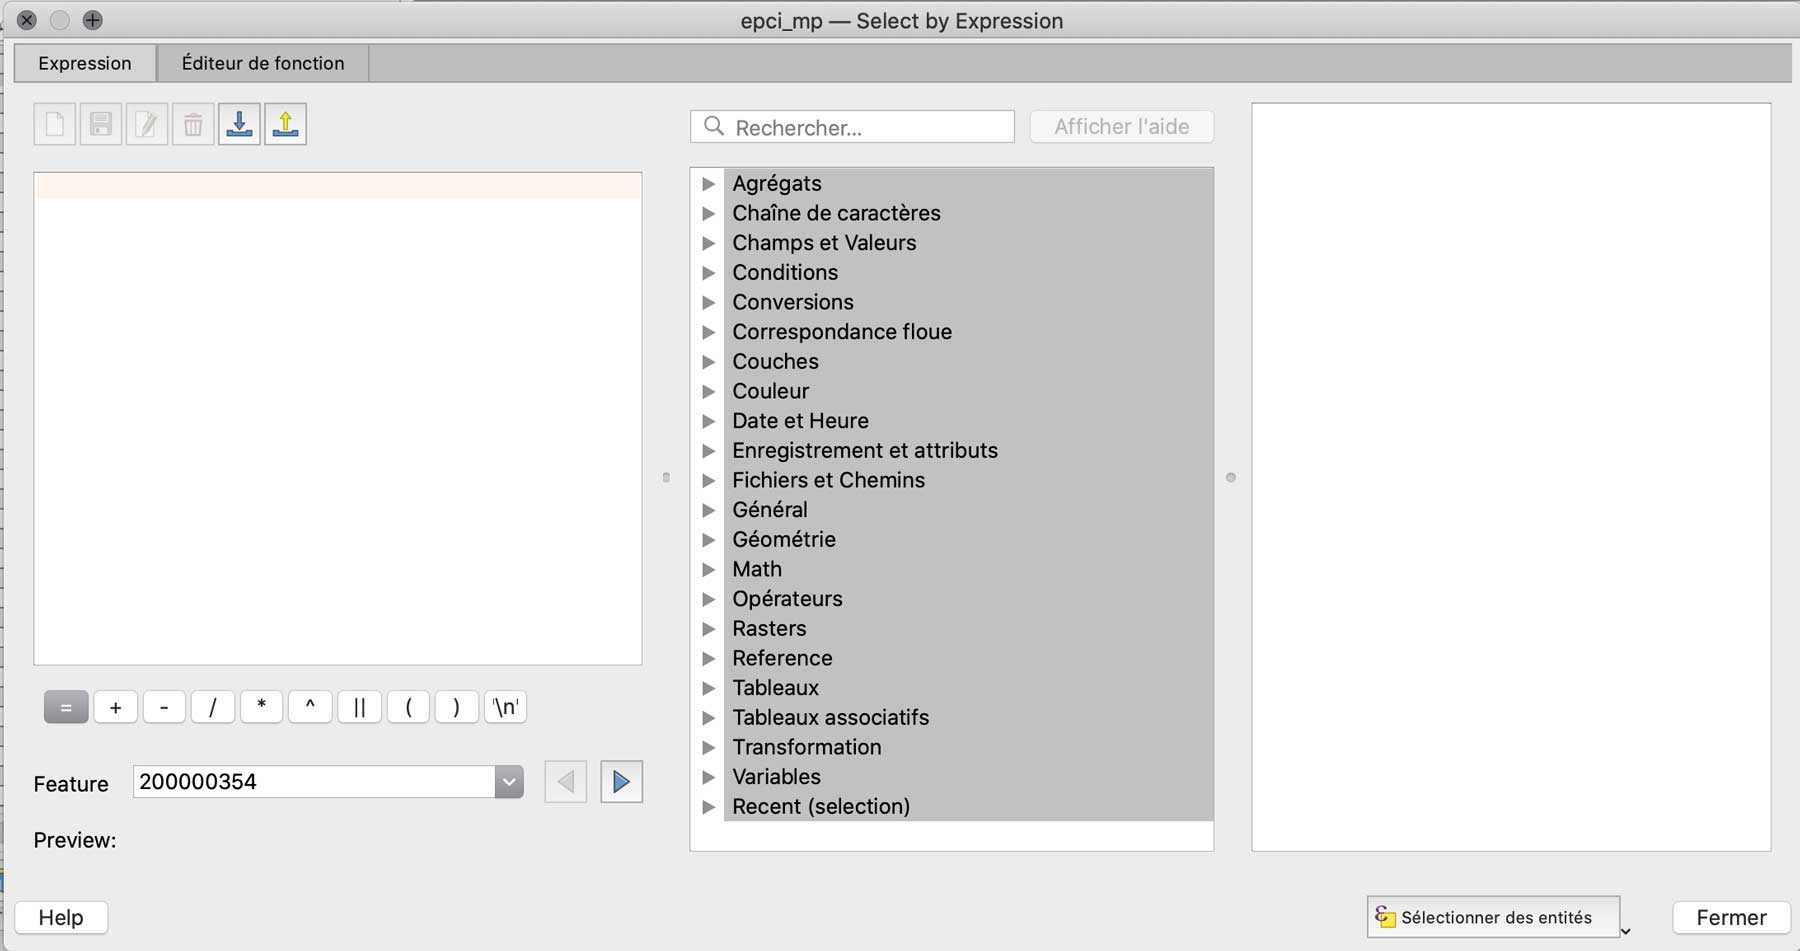 epci_mp — Select by Expression
Expression
Éditeur de fonction
Rechercher...
Afficher l'aide
Agrégats
Chaîne de caractères
Champs et Valeurs
Conditions
Conversions
Correspondance floue
Couches
Couleur
Date et Heure
Enregistrement et attributs
Fichiers et Chemins
Général
Géométrie
Math
Opérateurs
Rasters
Reference
Tableaux
Tableaux associatifs
Transformation
Variables
Recent (selection)
= + - / * ^ || ( ) '\n'
Feature 200000354
Preview:
Help
Sélectionner des entités
Fermer